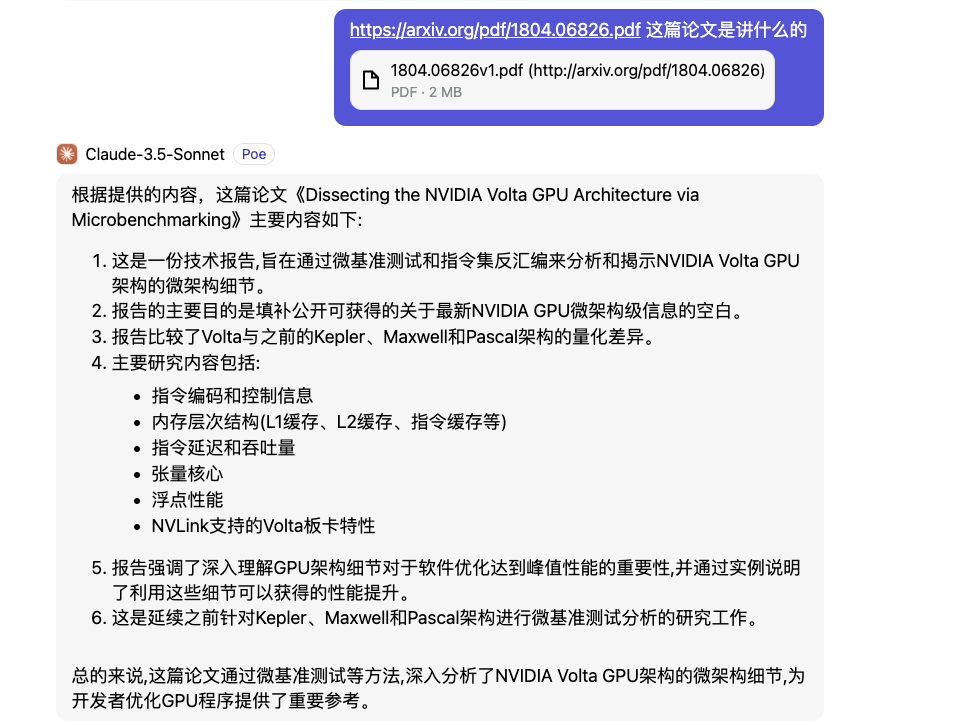 https://arxiv.org/pdf/1804.06826.pdf 这篇论文是讲什么的
1804.06826v1.pdf (http://arxiv.org/pdf/1804.06826)
PDF · 2 MB
Claude-3.5-Sonnet Poe
根据提供的内容，这篇论文《Dissecting the NVIDIA Volta GPU Architecture via
Microbenchmarking》主要内容如下:
1. 这是一份技术报告,旨在通过微基准测试和指令集反汇编来分析和揭示NVIDIA Volta GPU
架构的微架构细节。
2. 报告的主要目的是填补公开可获得的关于最新NVIDIA GPU微架构级信息的空白。
3. 报告比较了Volta与之前的Kepler、Maxwell和Pascal架构的量化差异。
4. 主要研究内容包括:
• 指令编码和控制信息
• 内存层次结构(L1缓存、L2缓存、指令缓存等)
• 指令延迟和吞吐量
• 张量核心
• 浮点性能
• NVLink支持的Volta板卡特性
5. 报告强调了深入理解GPU架构细节对于软件优化达到峰值性能的重要性,并通过实例说明
了利用这些细节可以获得的性能提升。
6. 这是延续之前针对Kepler、Maxwell和Pascal架构进行微基准测试分析的研究工作。
总的来说,这篇论文通过微基准测试等方法,深入分析了NVIDIA Volta GPU架构的微架构细节,为
开发者优化GPU程序提供了重要参考。